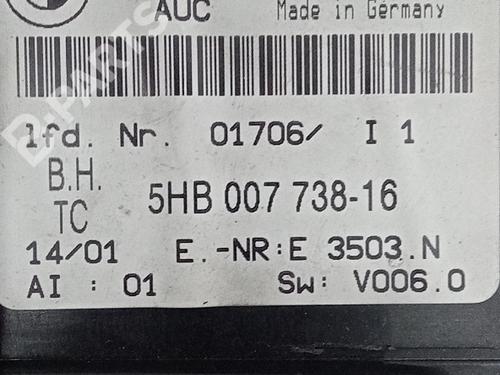 AUC Made in Germany
lfd. Nr. 01706/ I 1
B.H.
TC 5HB 007 738-16
14/01 E.-NR:E 3503.N
AI : 01 Sw: V006.0
B-PARTS